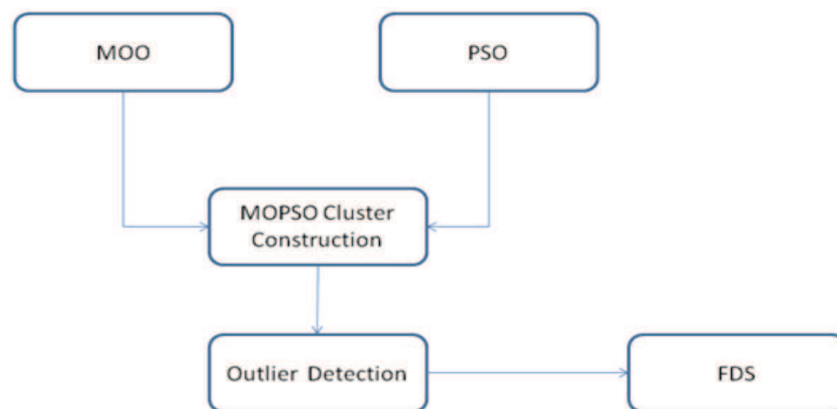 MOO
PSO
MOPSO Cluster
Construction
Outlier Detection
FDS